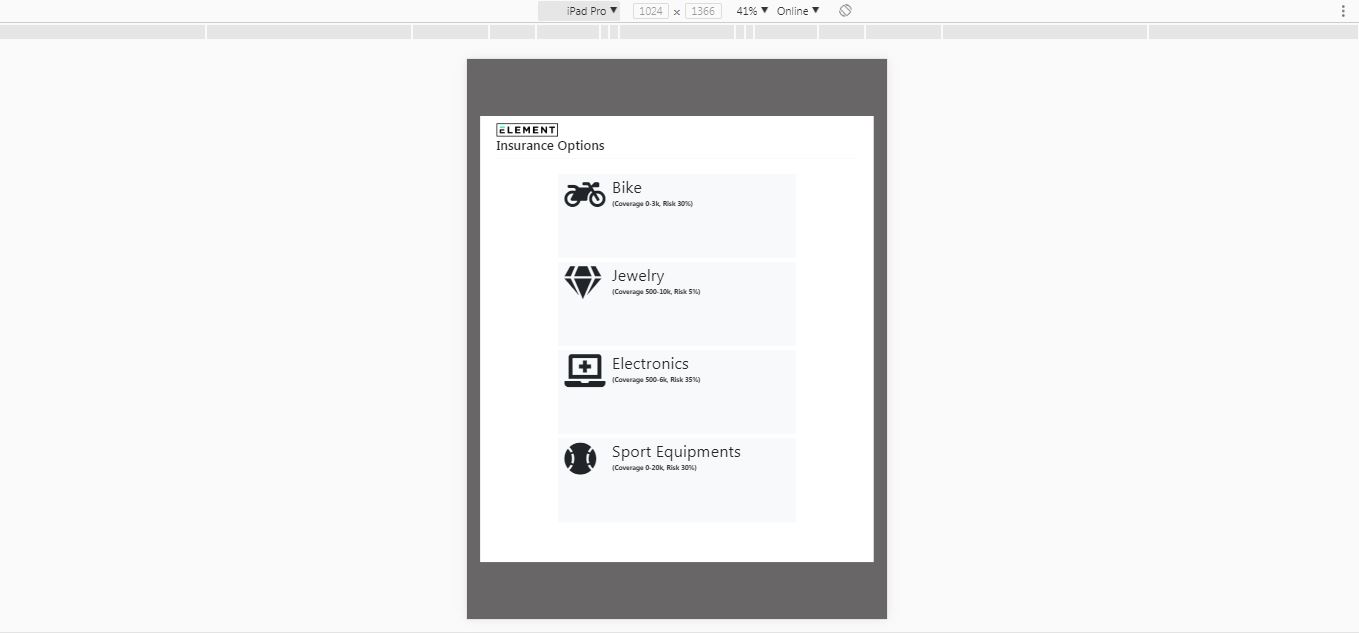 iPad Pro ▼ 1024 x 1366 41% ▼ Online ▼
ELEMENT
Insurance Options
Bike
(Coverage 0-3k, Risk 30%)
Jewelry
(Coverage 500-10k, Risk 5%)
Electronics
(Coverage 500-6k, Risk 35%)
Sport Equipments
(Coverage 0-20k, Risk 30%)